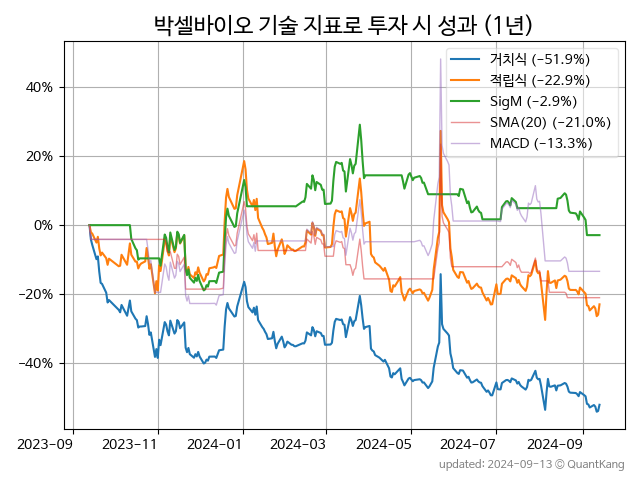 박셀바이오 기술 지표로 투자 시 성과 (1년)
거치식 (−51.9%)
적립식 (−22.9%)
SigM (−2.9%)
SMA(20) (−21.0%)
MACD (−13.3%)
40%
20%
0%
−20%
−40%
2023-09 2023-11 2024-01 2024-03 2024-05 2024-07 2024-09
updated: 2024-09-13 © QuantKang